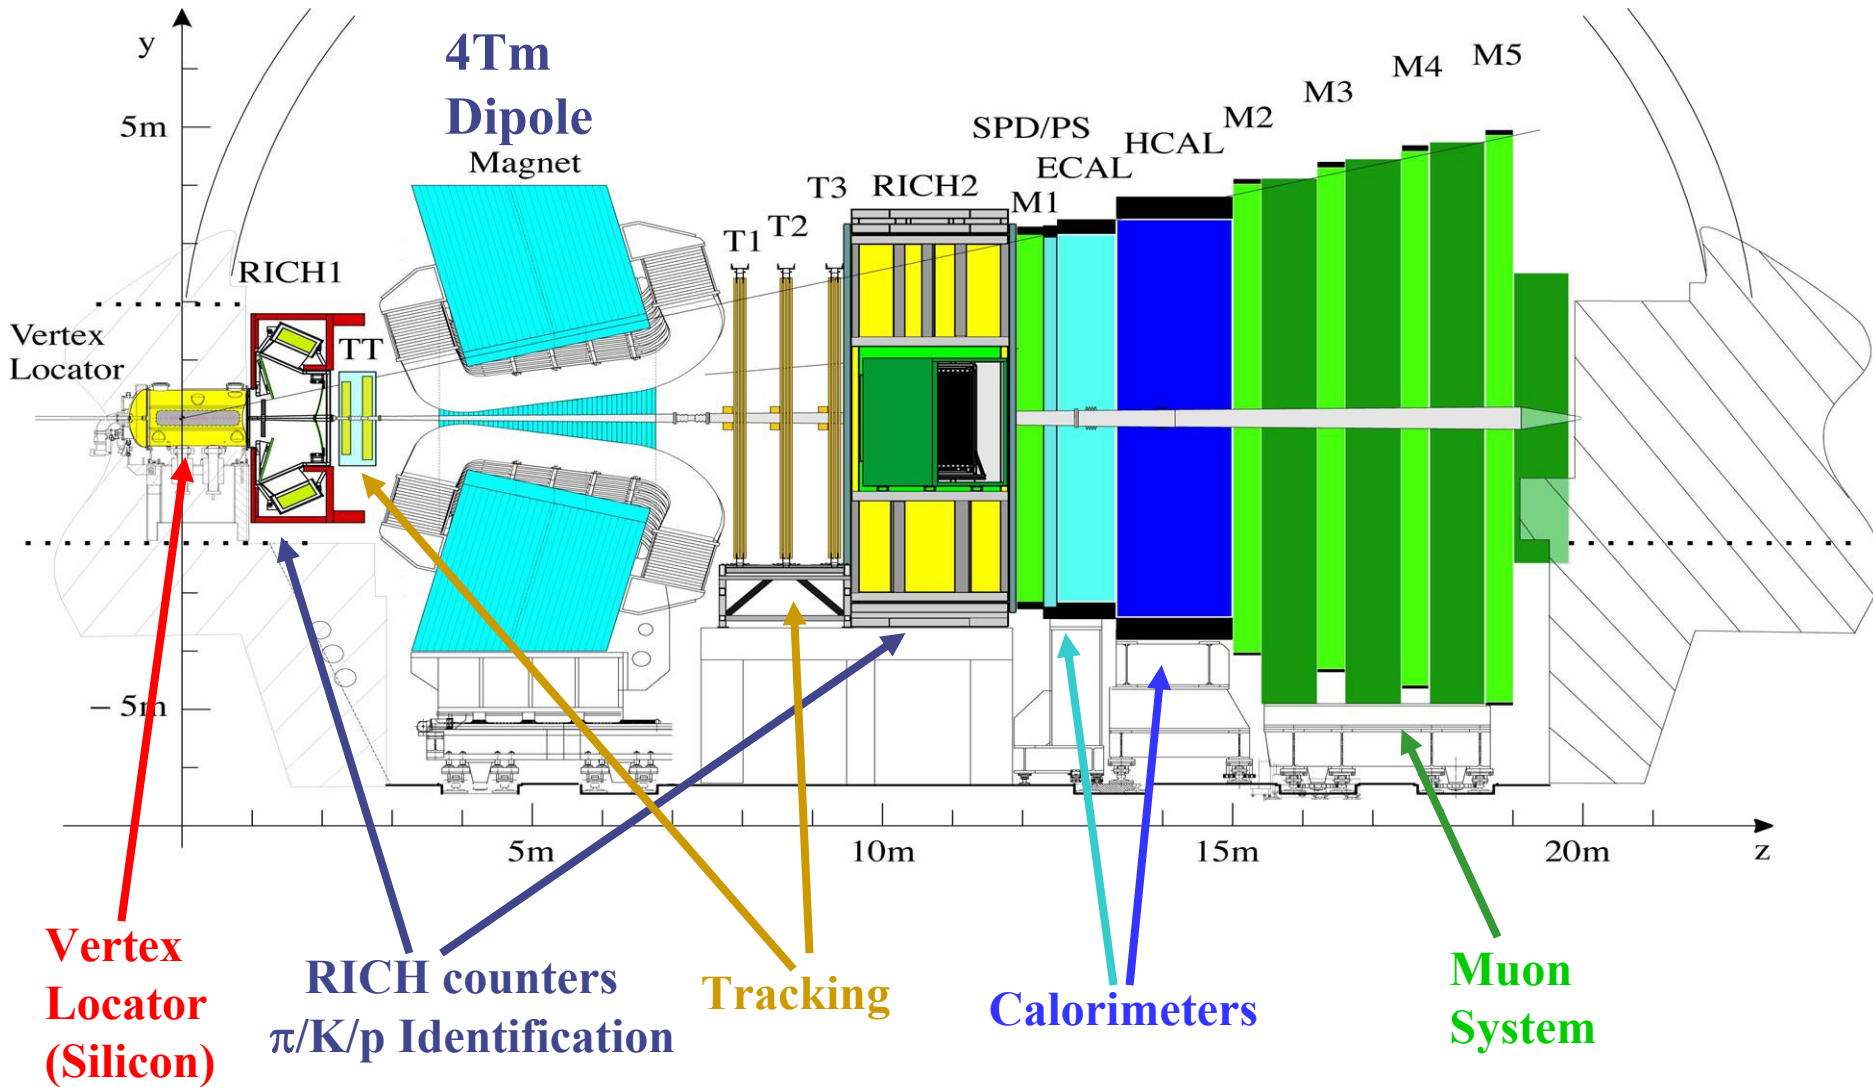 y
4Tm
Dipole
Magnet
5m
M5
M4
M3
M2
SPD/PS
HCAL
ECAL
T3
RICH2
M1
T2
T1
RICH1
TT
Vertex
Locator
− 5m
5m
10m
15m
20m
z
Vertex
Locator
(Silicon)
RICH counters
π/K/p Identification
Tracking
Calorimeters
Muon
System